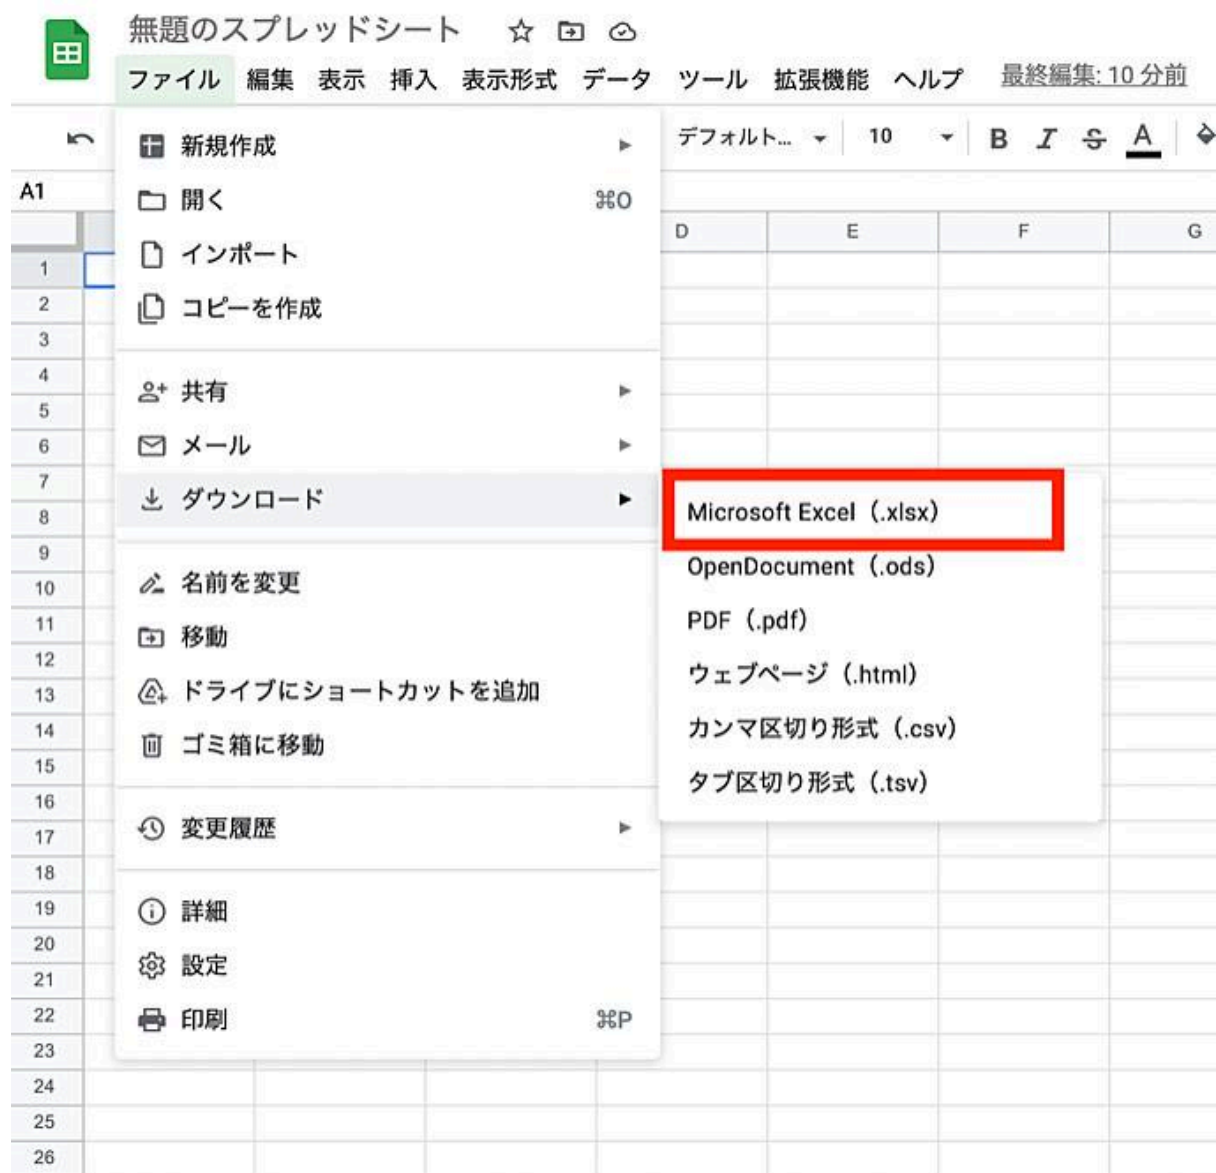 無題のスプレッドシート
ファイル 編集 表示 挿入 表示形式 データ ツール 拡張機能 ヘルプ 最終編集: 10 分前
デフォルト... 10 B I S A
A1
D E F G
新規作成
開く ⌘O
インポート
コピーを作成
共有
メール
ダウンロード
名前を変更
移動
ドライブにショートカットを追加
ゴミ箱に移動
変更履歴
詳細
設定
印刷 ⌘P
Microsoft Excel（.xlsx）
OpenDocument（.ods）
PDF（.pdf）
ウェブページ（.html）
カンマ区切り形式（.csv）
タブ区切り形式（.tsv）
1
2
3
4
5
6
7
8
9
10
11
12
13
14
15
16
17
18
19
20
21
22
23
24
25
26